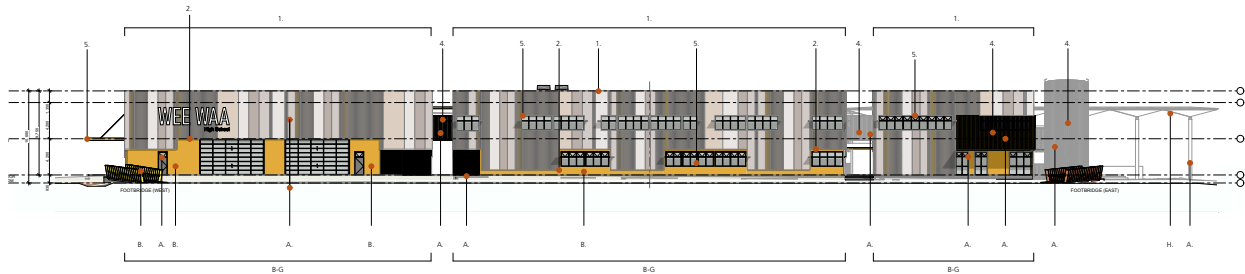 2.
1. 1. 1.
5. 4. 5. 2. 1. 5. 2. 4. 5. 4. 4.
WEE WAA
High School
FOOTBRIDGE (WEST) FOOTBRIDGE (EAST)
B. A. B. A. B. A. A. B. A. A. A. A. H. A.
B-G B-G B-G